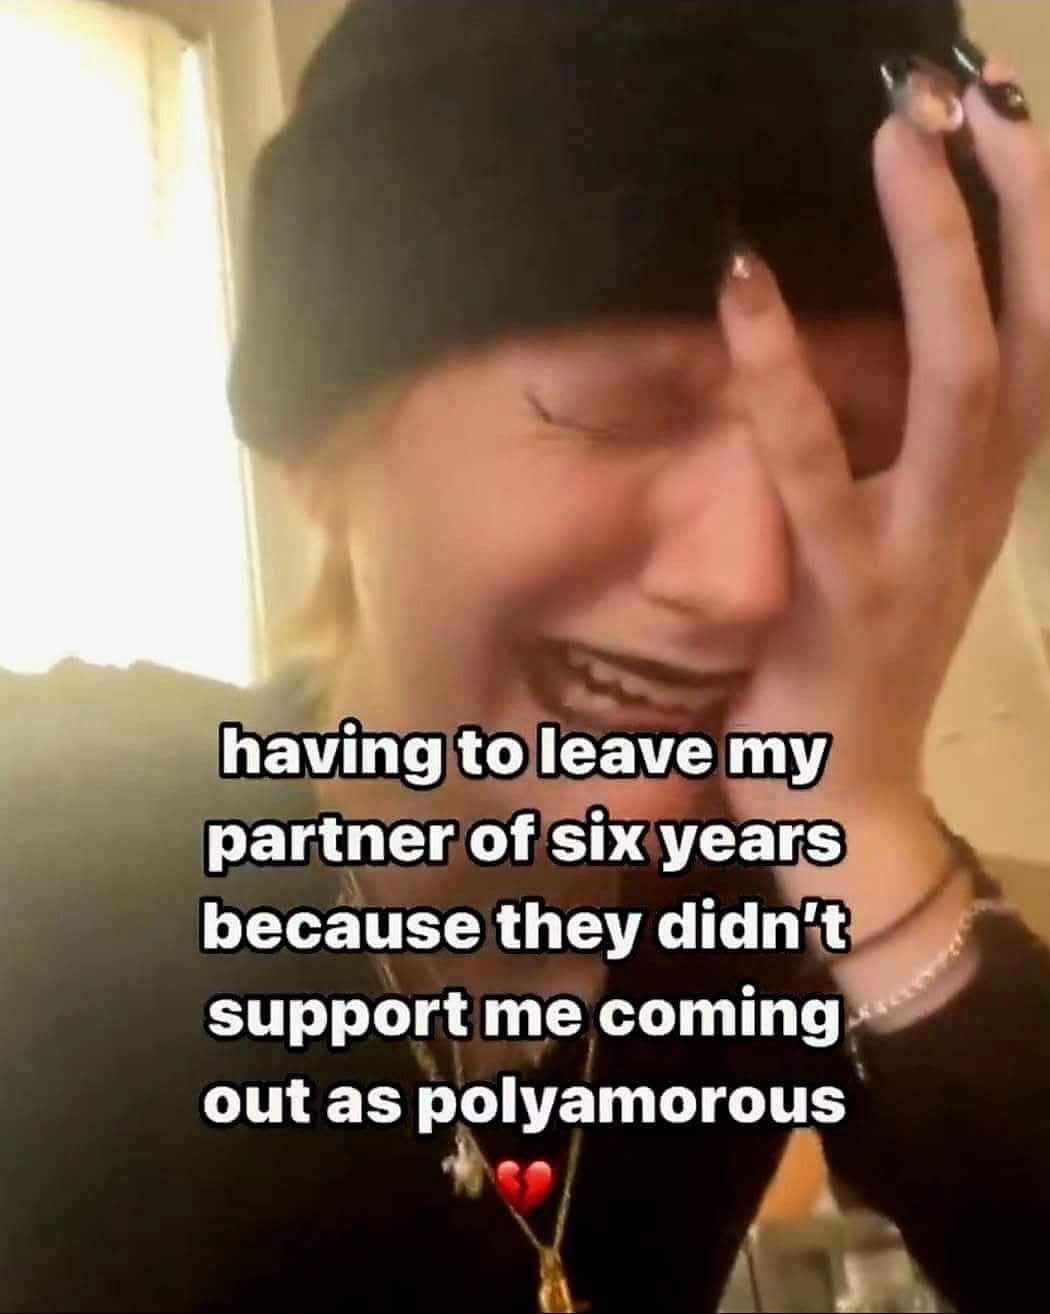 having to leave my
partner of six years
because they didn't
support me coming
out as polyamorous
💔